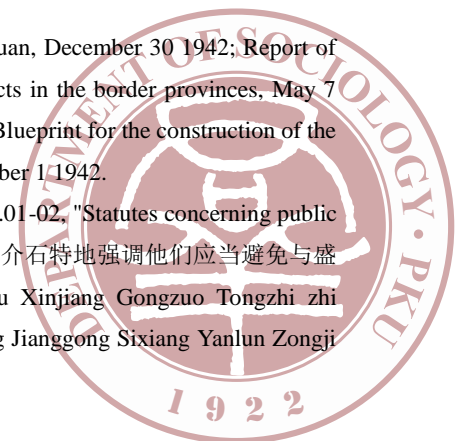 uan, December 30 1942; Report of
cts in the border provinces, May 7
Blueprint for the construction of the
ber 1 1942.
.01-02, "Statutes concerning public
介石特地强调他们应当避免与盛
u Xinjiang Gongzuo Tongzhi zhi
g Jianggong Sixiang Yanlun Zongji
DEPARTMENT OF SOCIOLOGY · PKU
1922